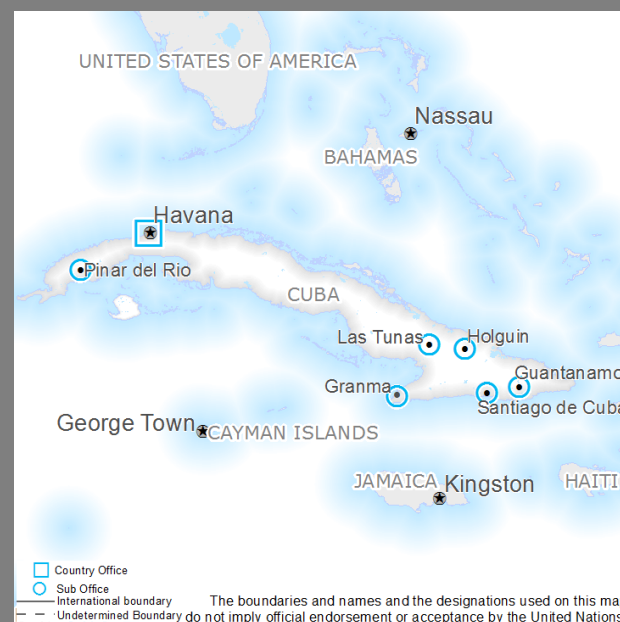 UNITED STATES OF AMERICA
Nassau
BAHAMAS
Havana
Pinar del Rio
CUBA
Las Tunas
Holguin
Guantanamo
Granma
Santiago de Cuba
George Town
CAYMAN ISLANDS
JAMAICA
Kingston
HAITI
Country Office
Sub Office
International boundary
The boundaries and names and the designations used on this ma
Undetermined Boundary
do not imply official endorsement or acceptance by the United Nations